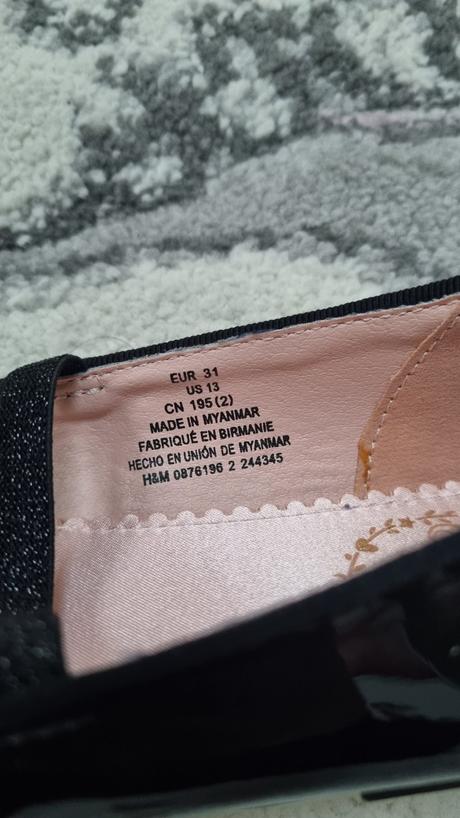 EUR 31
US 13
CN 195(2)
MADE IN MYANMAR
FABRIQUÉ EN BIRMANIE
HECHO EN UNIÓN DE MYANMAR
H&M 0876196 2 244345